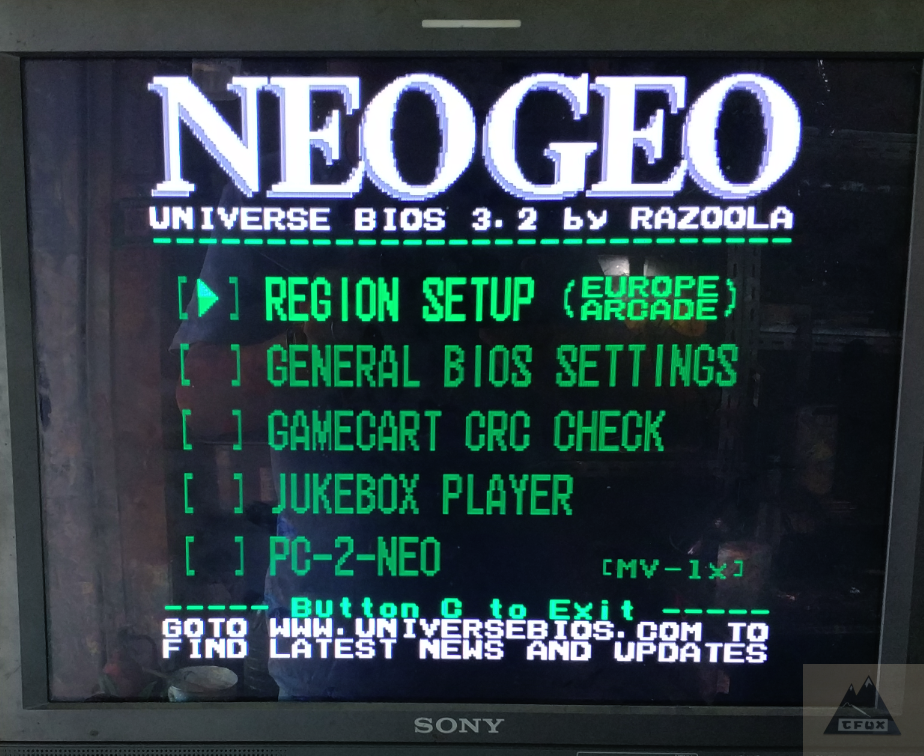 NEOGEO
UNIVERSE BIOS 3.2 by RAZOOLA
[▶] REGION SETUP (EUROPE ARCADE)
[ ] GENERAL BIOS SETTINGS
[ ] GAMECART CRC CHECK
[ ] JUKEBOX PLAYER
[ ] PC-2-NEO [MV-1x]
----- Button C to Exit -----
GOTO WWW.UNIVERSEBIOS.COM TO
FIND LATEST NEWS AND UPDATES
SONY
CFOX